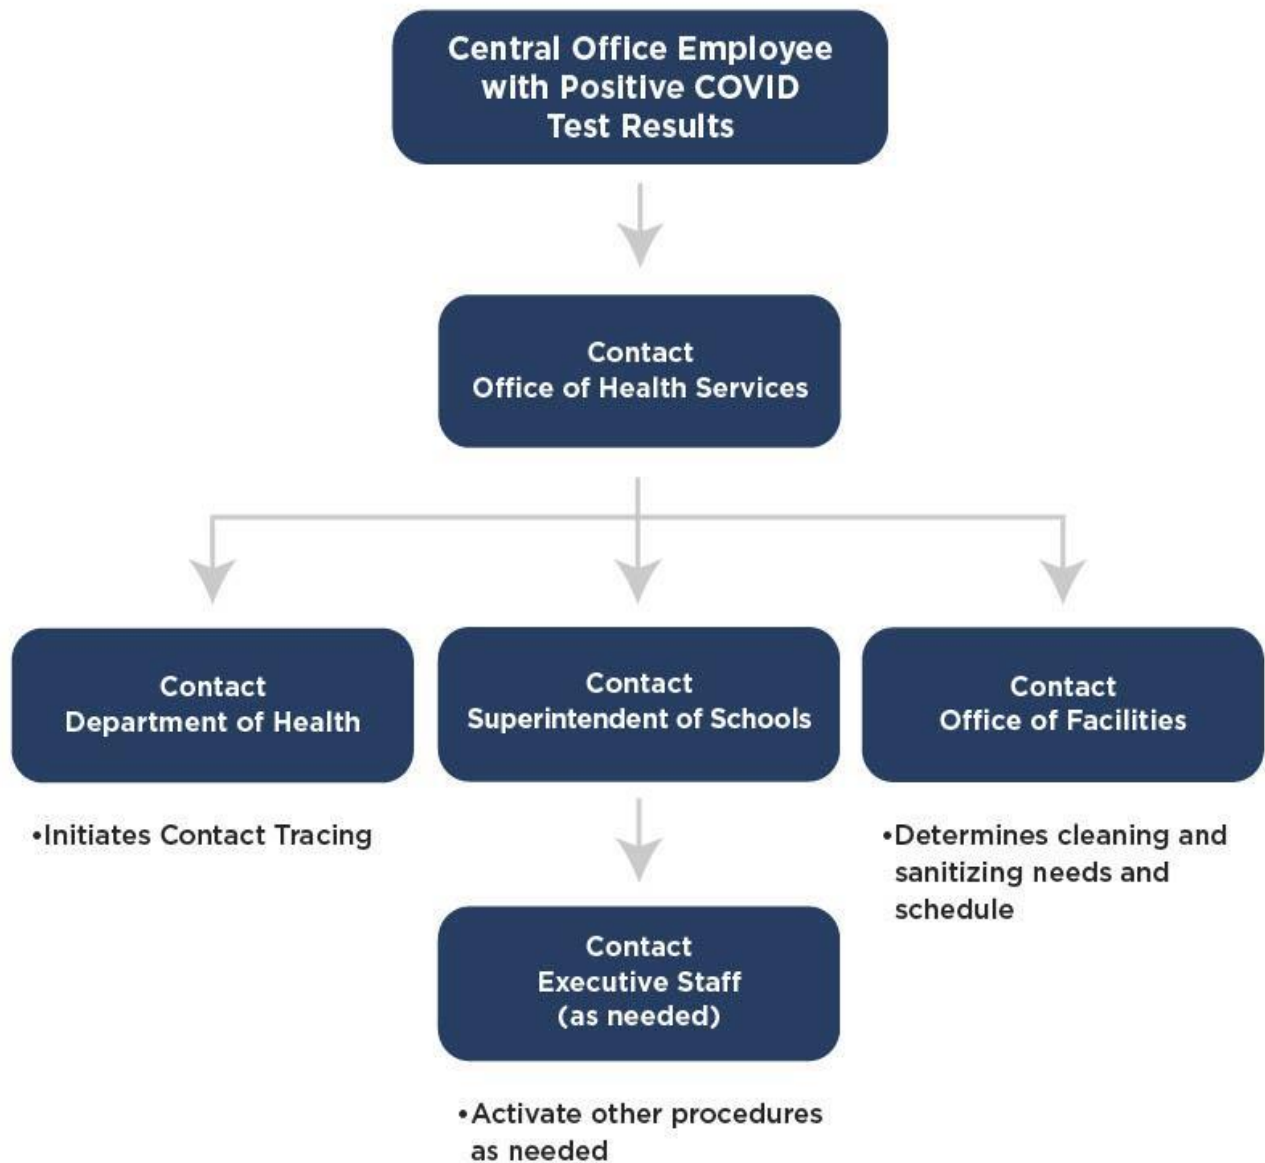 Central Office Employee
with Positive COVID
Test Results
Contact
Office of Health Services
Contact
Department of Health
•Initiates Contact Tracing
Contact
Superintendent of Schools
Contact
Executive Staff
(as needed)
•Activate other procedures
as needed
Contact
Office of Facilities
•Determines cleaning and
sanitizing needs and
schedule